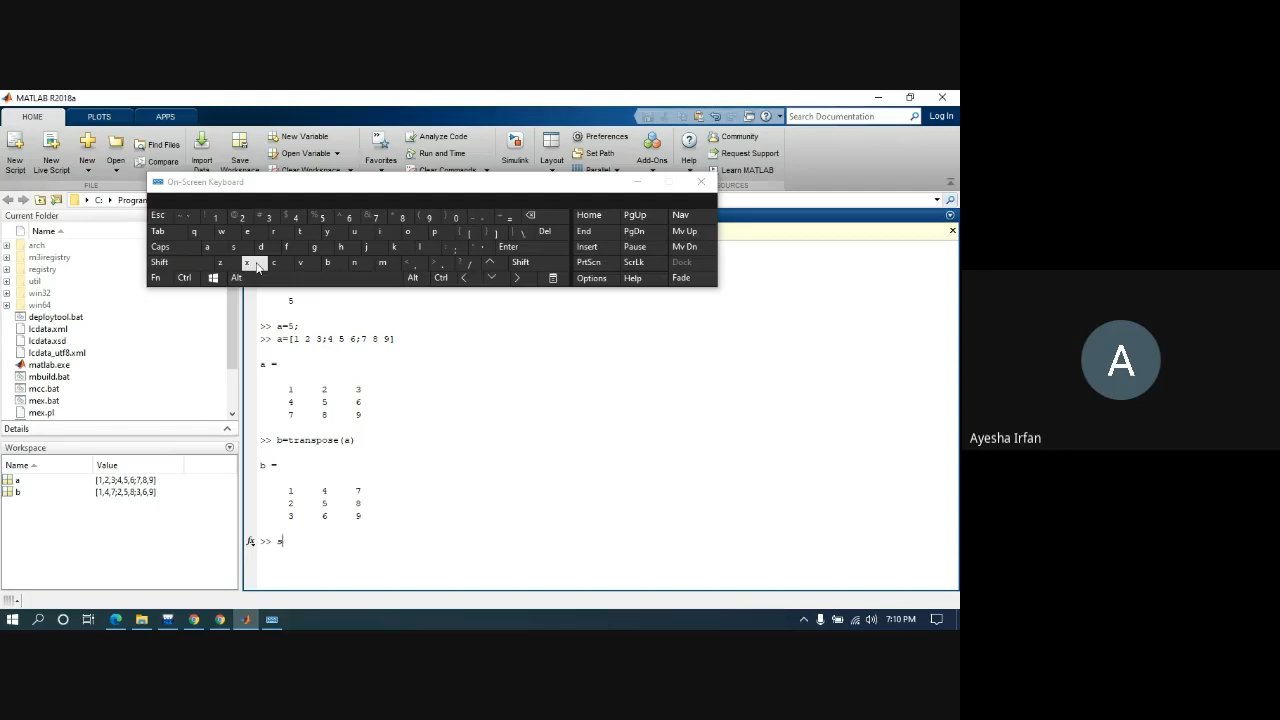 MATLAB R2018a
HOME PLOTS APPS
Search Documentation
Log In
New Script
New Live Script
New
Open
Find Files
Compare
Import Data
Save Workspace
New Variable
Open Variable
Clear Workspace
Favorites
Analyze Code
Run and Time
Clear Commands
Simulink
Layout
Preferences
Set Path
Parallel
Add-Ons
Help
Community
Request Support
Learn MATLAB
FILE
C: Program
On-Screen Keyboard
Esc ~ ` ! 1 @ 2 # 3 $ 4 % 5 ^ 6 & 7 * 8 ( 9 ) 0 _ - + = Home PgUp Nav
Tab q w e r t y u i o p { [ } ] | \ Del End PgDn Mv Up
Caps a s d f g h j k l : ; " ' Enter Insert Pause Mv Dn
Shift z x c v b n m < , > . ? / Shift PrtScn ScrLk Dock
Fn Ctrl Alt Alt Ctrl Options Help Fade
Current Folder
Name
arch
m3iregistry
registry
util
win32
win64
deploytool.bat
lcdata.xml
lcdata.xsd
lcdata_utf8.xml
matlab.exe
mbuild.bat
mcc.bat
mex.bat
mex.pl
Details
Workspace
Name Value
a [1,2,3;4,5,6;7,8,9]
b [1,4,7;2,5,8;3,6,9]
5
>> a=5;
>> a=[1 2 3;4 5 6;7 8 9]
a =
1 2 3
4 5 6
7 8 9
>> b=transpose(a)
b =
1 4 7
2 5 8
3 6 9
fx >> s
7:10 PM
A
Ayesha Irfan